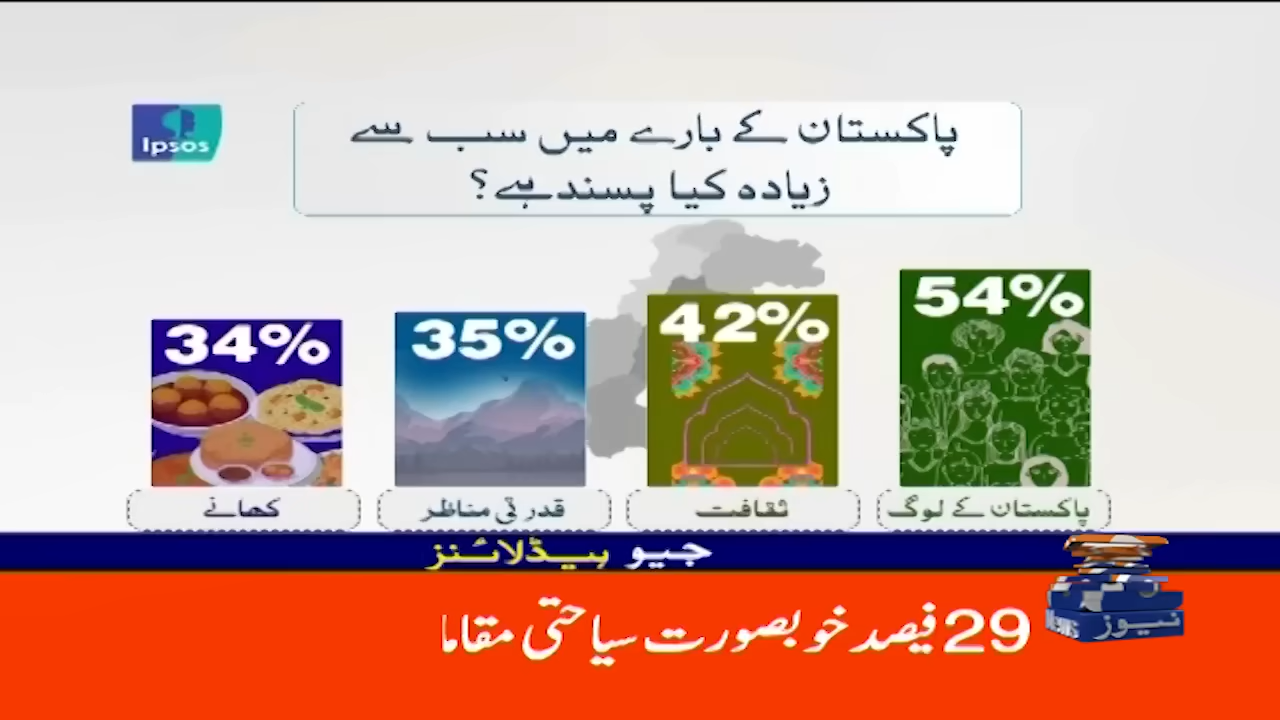 Ipsos
پاکستان کے بارے میں سب سے
زیادہ کیا پسند ہے؟
54%
42%
35%
34%
پاکستان کے لوگ
ثقافت
قدرتی مناظر
کھانے
جیو ہیڈلائنز
29 فیصد خوبصورت سیاحتی مقاما
News نیوز